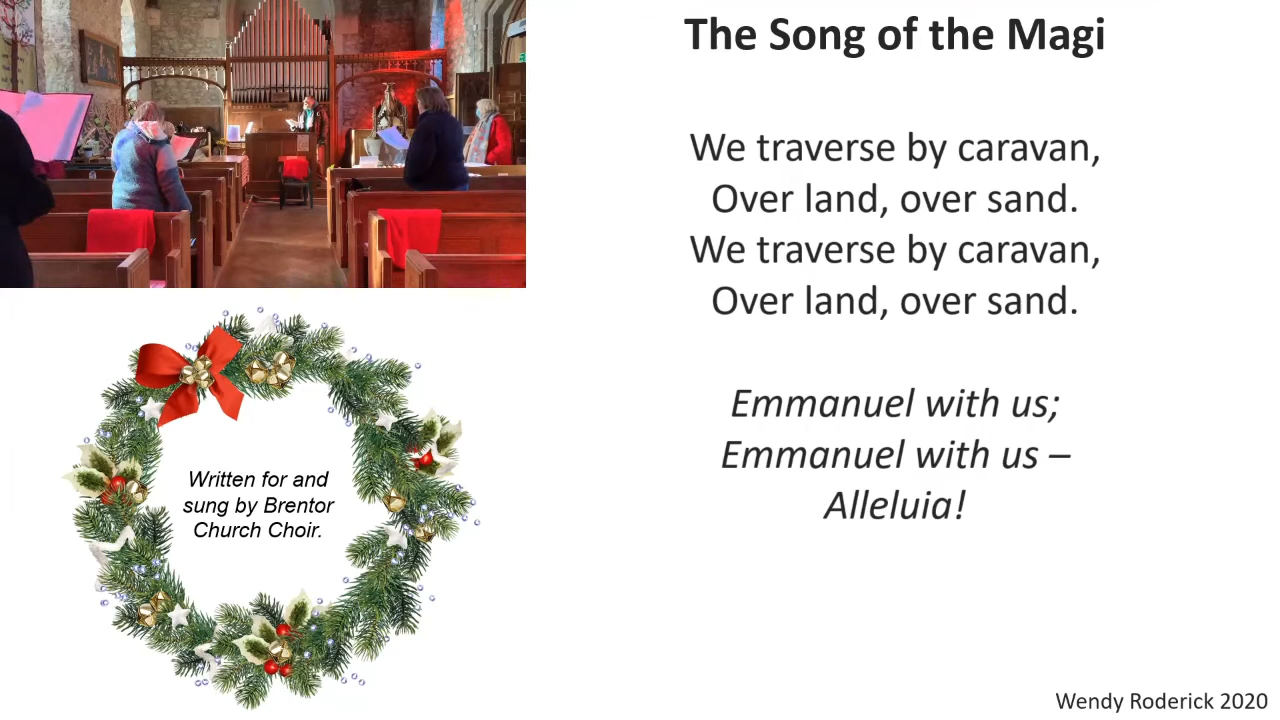 The Song of the Magi
We traverse by caravan,
Over land, over sand.
We traverse by caravan,
Over land, over sand.
Emmanuel with us;
Emmanuel with us –
Alleluia!
Written for and
sung by Brentor
Church Choir.
Wendy Roderick 2020